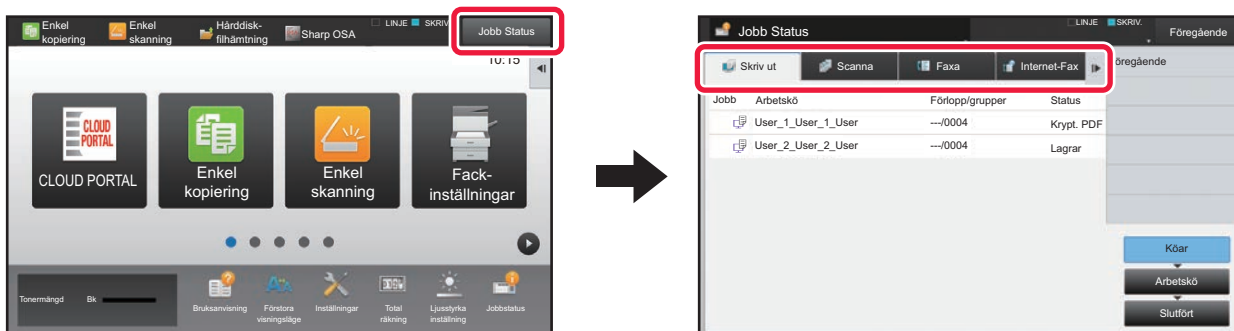 Enkel
kopiering
Enkel
skanning
Hårddisk-
filhämtning
Sharp OSA
LINJE
SKRIV
Jobb Status
10:15
CLOUD
PORTAL
CLOUD PORTAL
Enkel
kopiering
Enkel
skanning
Fack-
inställningar
Tonermängd
Bk
Bruksanvisning
Förstora
visningsläge
Inställningar
Total
räkning
Ljusstyrka
inställning
Jobbstatus
Jobb Status
LINJE
SKRIV.
Föregående
Skriv ut
Scanna
Faxa
Internet-Fax
öregående
Jobb Arbetskö Förlopp/grupper Status
User_1_User_1_User ---/0004 Krypt. PDF
User_2_User_2_User ---/0004 Lagrar
Köar
Arbetskö
Slutfört